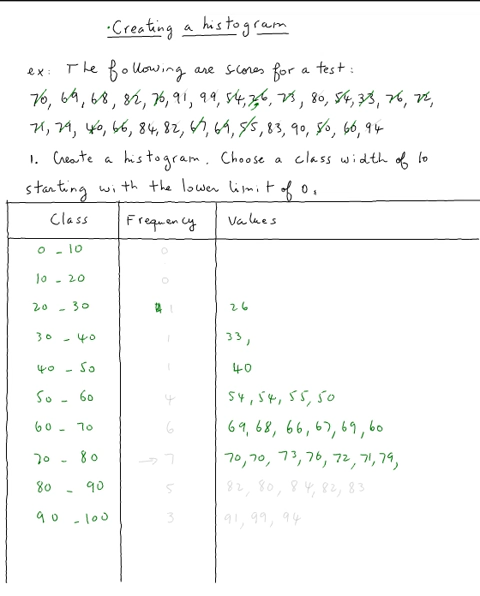 Creating a histogram
ex: The following are scores for a test:
70, 69, 68, 82, 70, 91, 99, 54, 26, 73, 80, 54, 33, 76, 72,
71, 79, 40, 66, 84, 82, 67, 69, 55, 83, 90, 50, 60, 94
1. Create a histogram. Choose a class width of 10
starting with the lower limit of 0.
Class Frequency Values
0 - 10 0
10 - 20 0
20 - 30 1 26
30 - 40 1 33,
40 - 50 1 40
50 - 60 4 54, 54, 55, 50
60 - 70 6 69, 68, 66, 67, 69, 60
70 - 80 → 7 70, 70, 73, 76, 72, 71, 79,
80 - 90 5 82, 80, 84, 82, 83
90 - 100 3 91, 99, 94